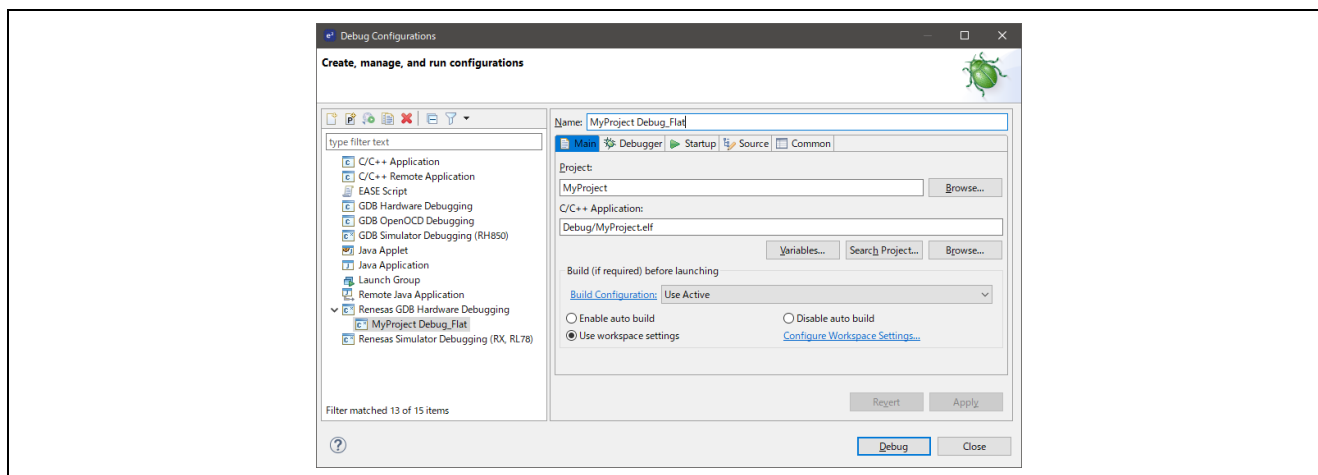 Debug Configurations
Create, manage, and run configurations
type filter text
C/C++ Application
C/C++ Remote Application
EASE Script
GDB Hardware Debugging
GDB OpenOCD Debugging
GDB Simulator Debugging (RH850)
Java Applet
Java Application
Launch Group
Remote Java Application
Renesas GDB Hardware Debugging
MyProject Debug_Flat
Renesas Simulator Debugging (RX, RL78)
Filter matched 13 of 15 items
Name: MyProject Debug_Flat
Main Debugger Startup Source Common
Project:
MyProject Browse...
C/C++ Application:
Debug/MyProject.elf
Variables... Search Project... Browse...
Build (if required) before launching
Build Configuration: Use Active
Enable auto build Disable auto build
Use workspace settings Configure Workspace Settings...
Revert Apply
Debug Close